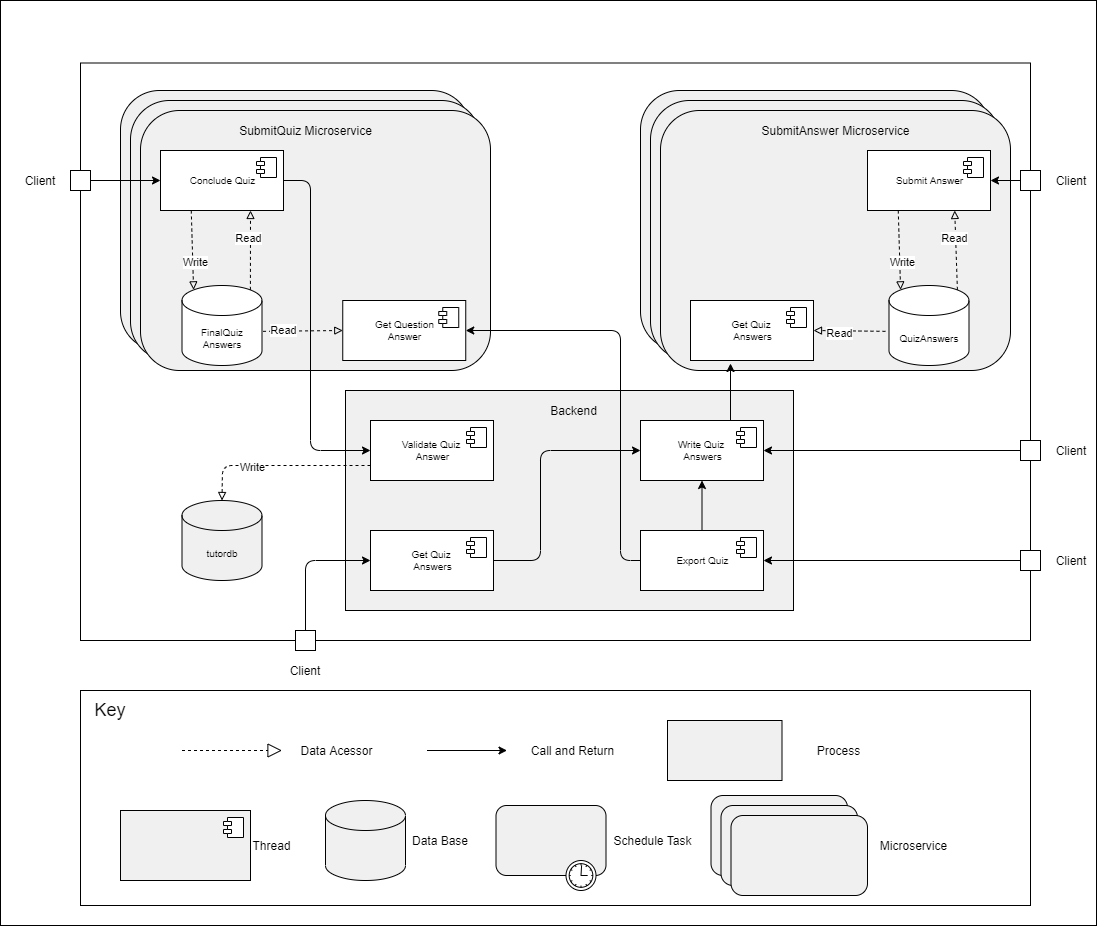 SubmitQuiz Microservice
SubmitAnswer Microservice
Client
Conclude Quiz
Submit Answer
Client
Read
Write
Read
Write
FinalQuiz
Answers
Read
Get Question
Answer
Get Quiz
Answers
Read
QuizAnswers
Backend
Validate Quiz
Answer
Write Quiz
Answers
Client
Write
tutordb
Get Quiz
Answers
Export Quiz
Client
Client
Key
Data Acessor
Call and Return
Process
Thread
Data Base
Schedule Task
Microservice